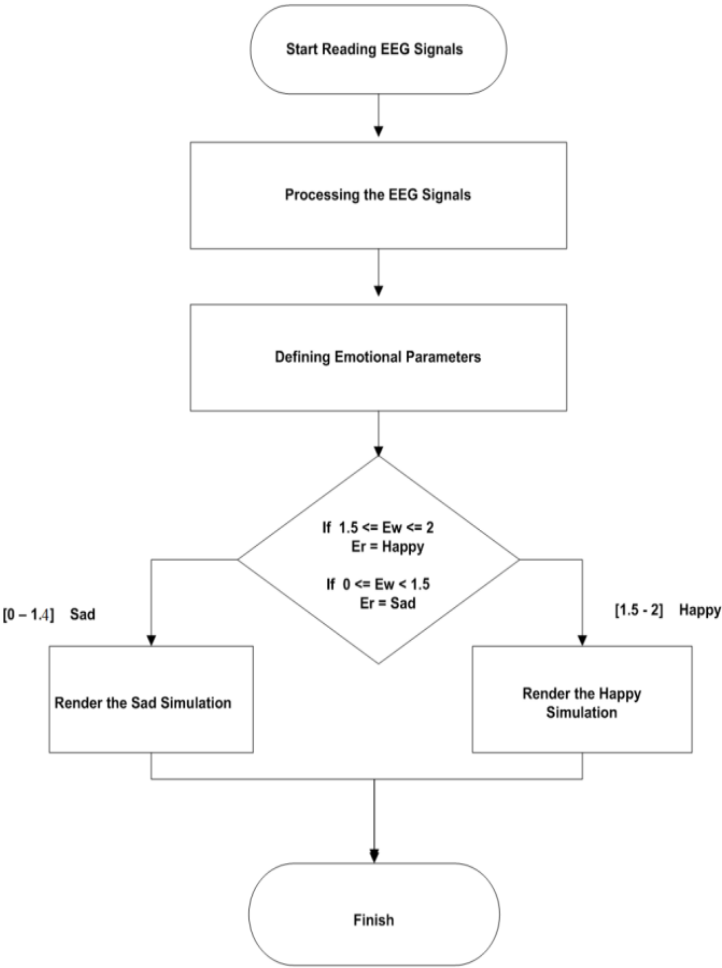 Start Reading EEG Signals
Processing the EEG Signals
Defining Emotional Parameters
If 1.5 <= Ew <= 2
Er = Happy
If 0 <= Ew < 1.5
Er = Sad
[0 – 1.4] Sad
[1.5 - 2] Happy
Render the Sad Simulation
Render the Happy
Simulation
Finish